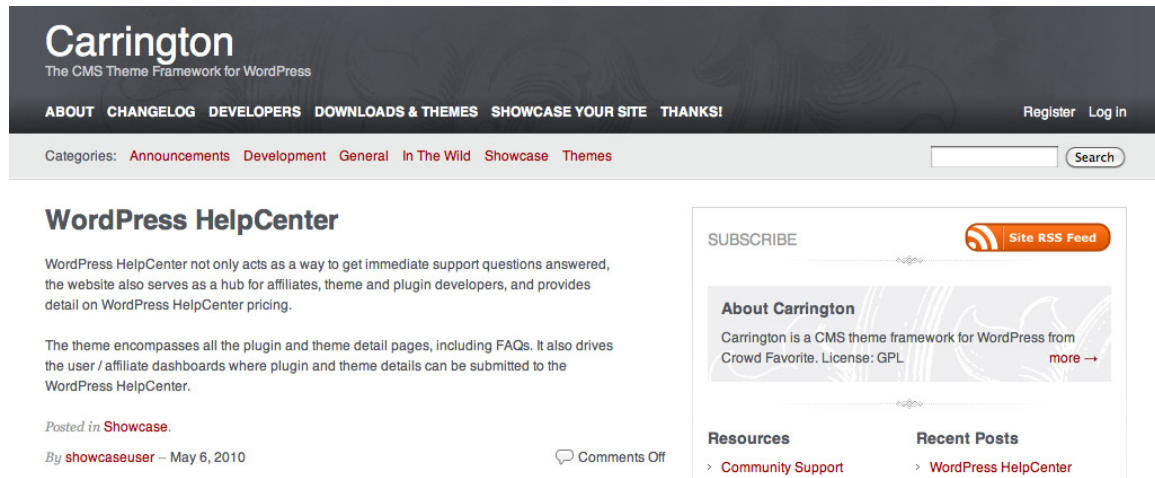 Carrington
The CMS Theme Framework for WordPress
ABOUT CHANGELOG DEVELOPERS DOWNLOADS & THEMES SHOWCASE YOUR SITE THANKS!
Register Log in
Categories: Announcements Development General In The Wild Showcase Themes
Search
WordPress HelpCenter
WordPress HelpCenter not only acts as a way to get immediate support questions answered,
the website also serves as a hub for affiliates, theme and plugin developers, and provides
detail on WordPress HelpCenter pricing.
The theme encompasses all the plugin and theme detail pages, including FAQs. It also drives
the user / affiliate dashboards where plugin and theme details can be submitted to the
WordPress HelpCenter.
Posted in Showcase.
By showcaseuser – May 6, 2010
Comments Off
SUBSCRIBE
Site RSS Feed
About Carrington
Carrington is a CMS theme framework for WordPress from
Crowd Favorite. License: GPL
more →
Resources
› Community Support
Recent Posts
› WordPress HelpCenter